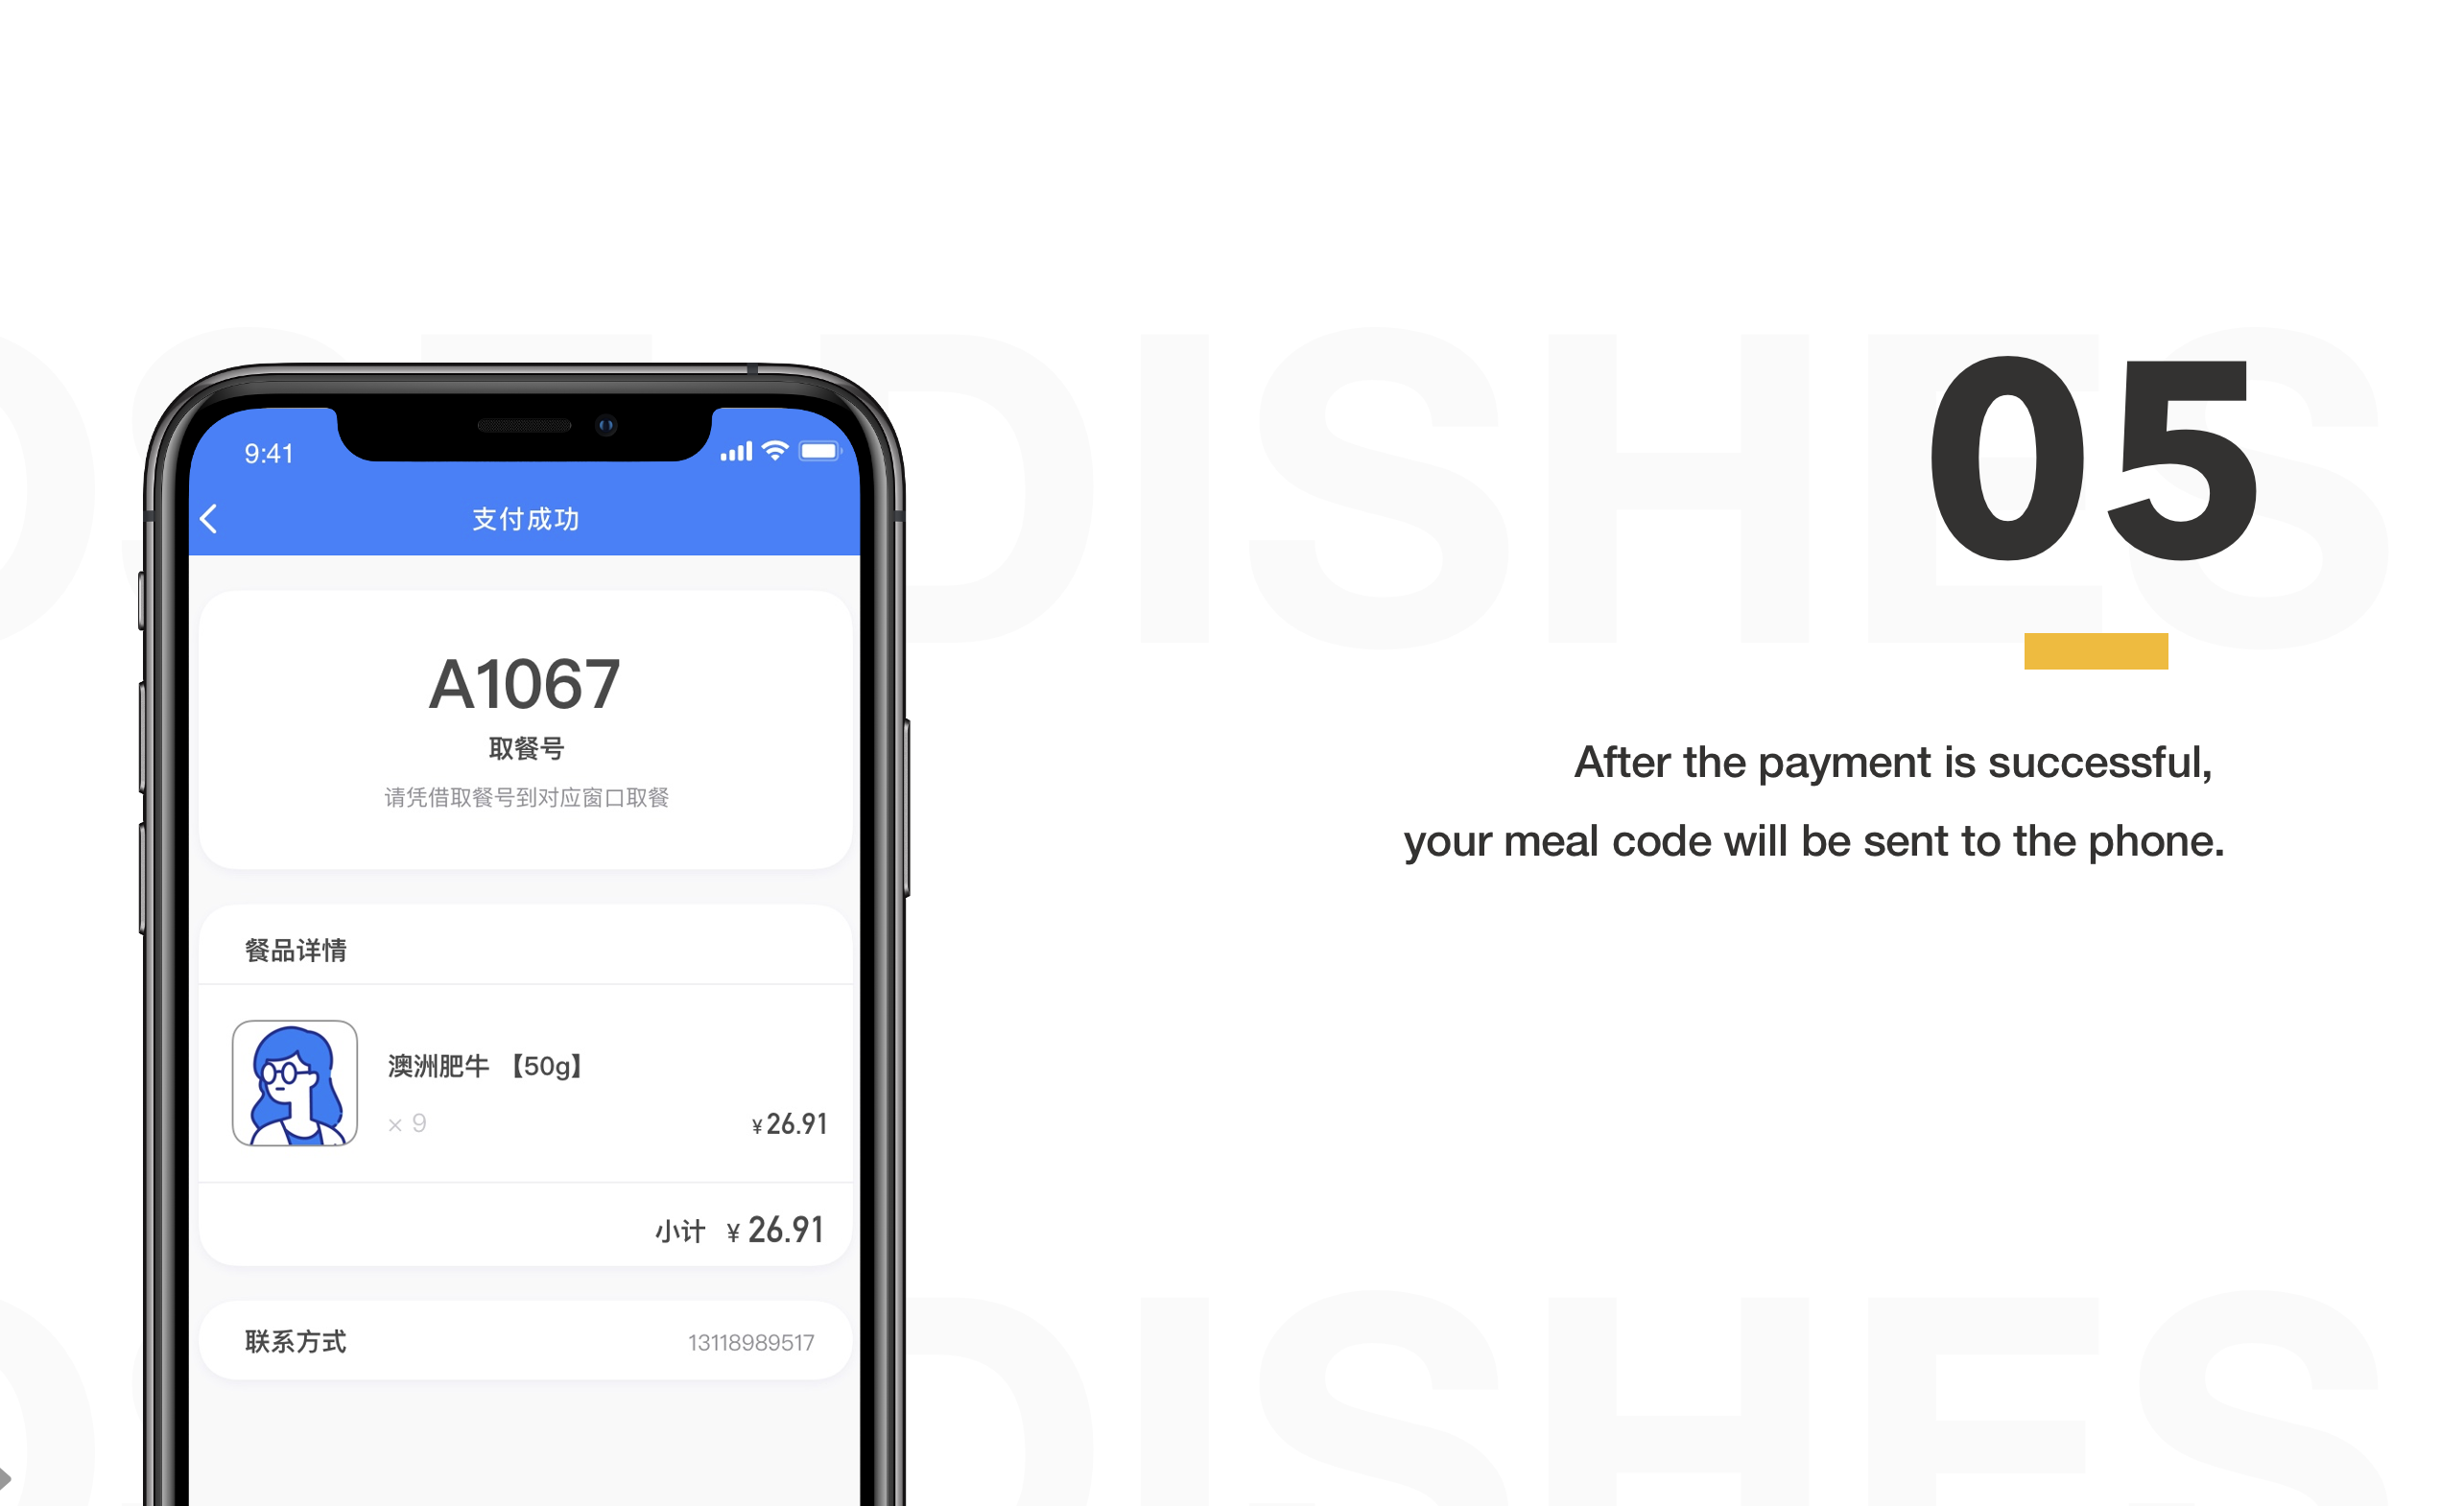 9:41
支付成功
A1067
取餐号
请凭借取餐号到对应窗口取餐
餐品详情
澳洲肥牛 【50g】
× 9
¥26.91
小计 ¥ 26.91
联系方式
13118989517
DISHES
05
After the payment is successful,
your meal code will be sent to the phone.
DISHES